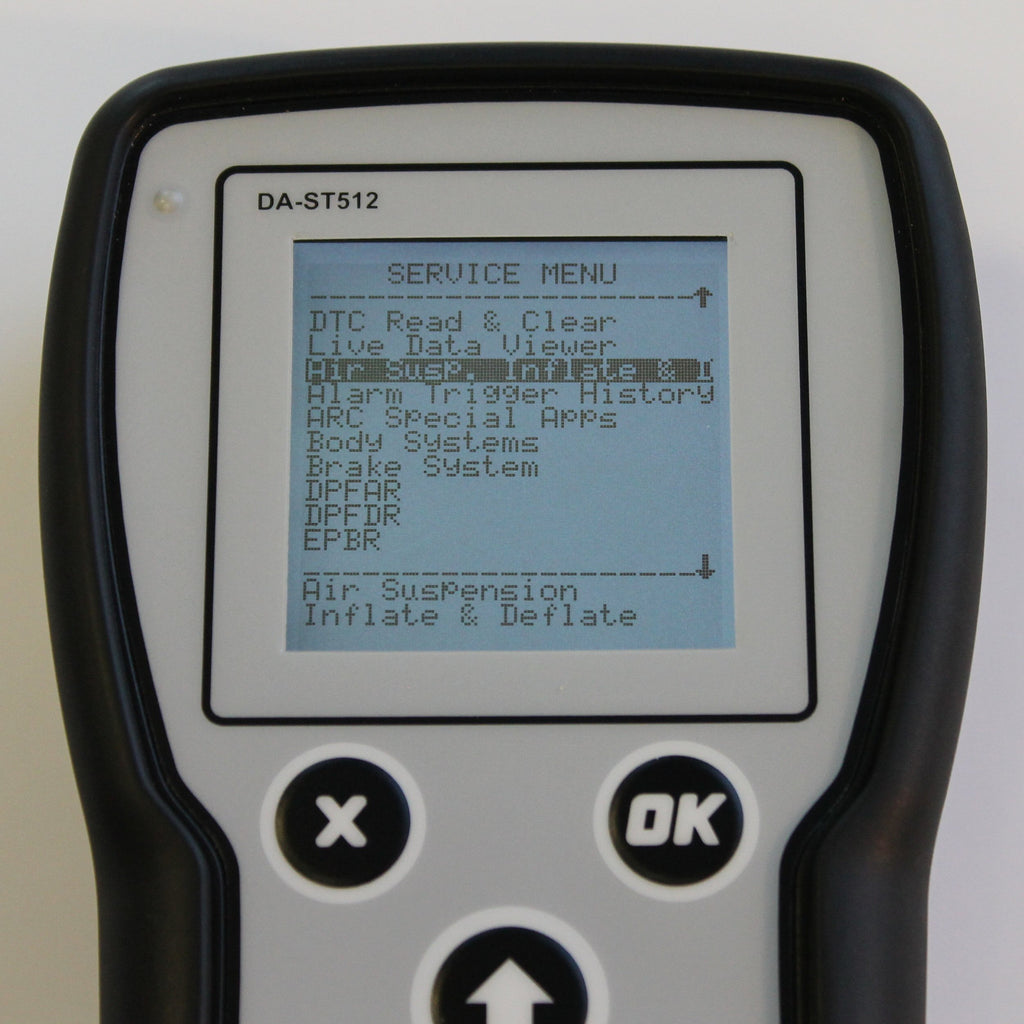 DA-ST512
SERVICE MENU
DTC Read & Clear
Live Data Viewer
Air Susp. Inflate &
Alarm Trigger History
ARC Special Apps
Body Systems
Brake System
DPFAR
DPFDR
EPBR
Air Suspension
Inflate & Deflate
X
OK